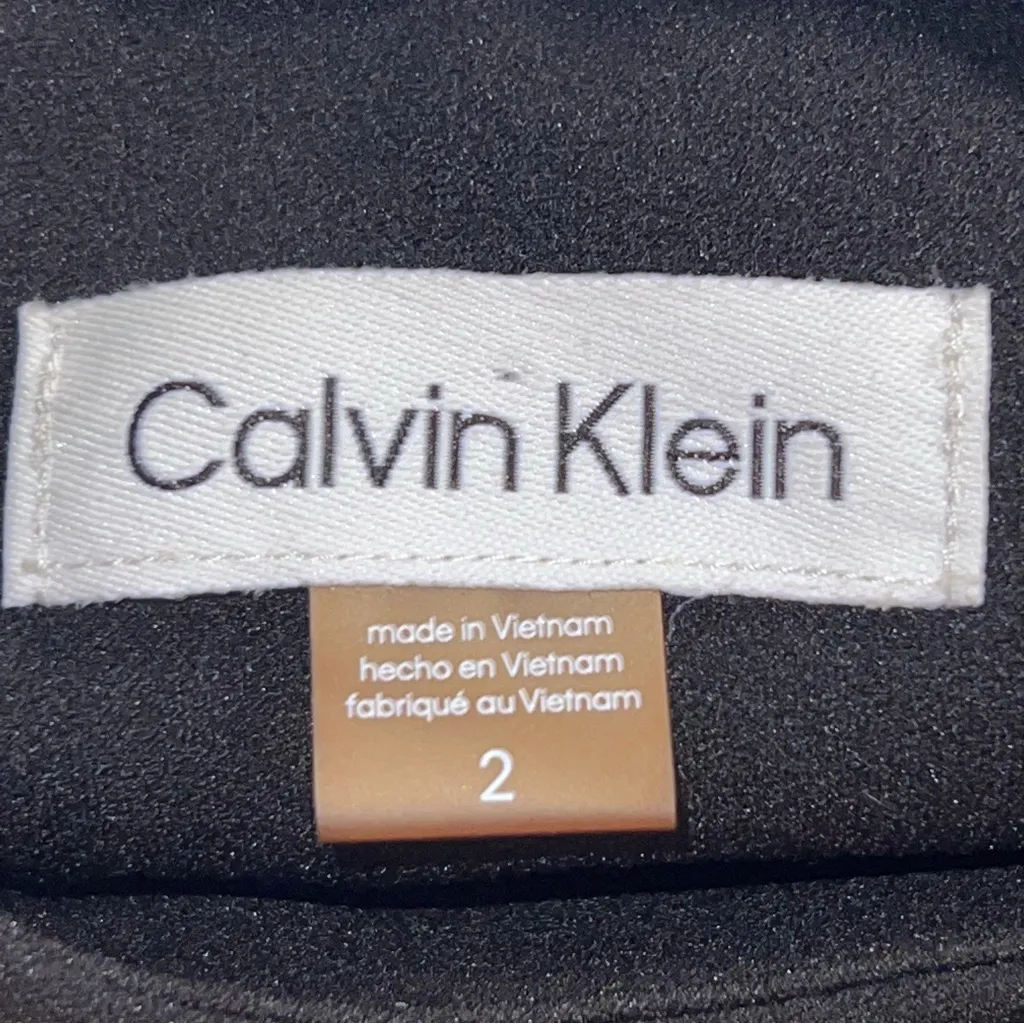 Calvin Klein
made in Vietnam
hecho en Vietnam
fabriqué au Vietnam
2